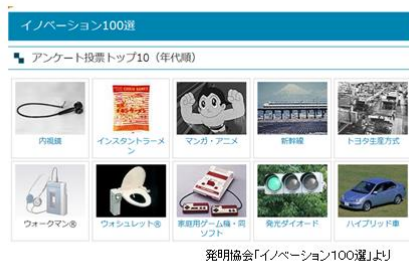 イノベーション100選
アンケート投票トップ10（年代順）
内視鏡
インスタントラーメ
ン
マンガ・アニメ
新幹線
トヨタ生産方式
ウォークマン®
ウォシュレット®
家庭用ゲーム機・同
ソフト
発光ダイオード
ハイブリッド車
発明協会「イノベーション100選」より